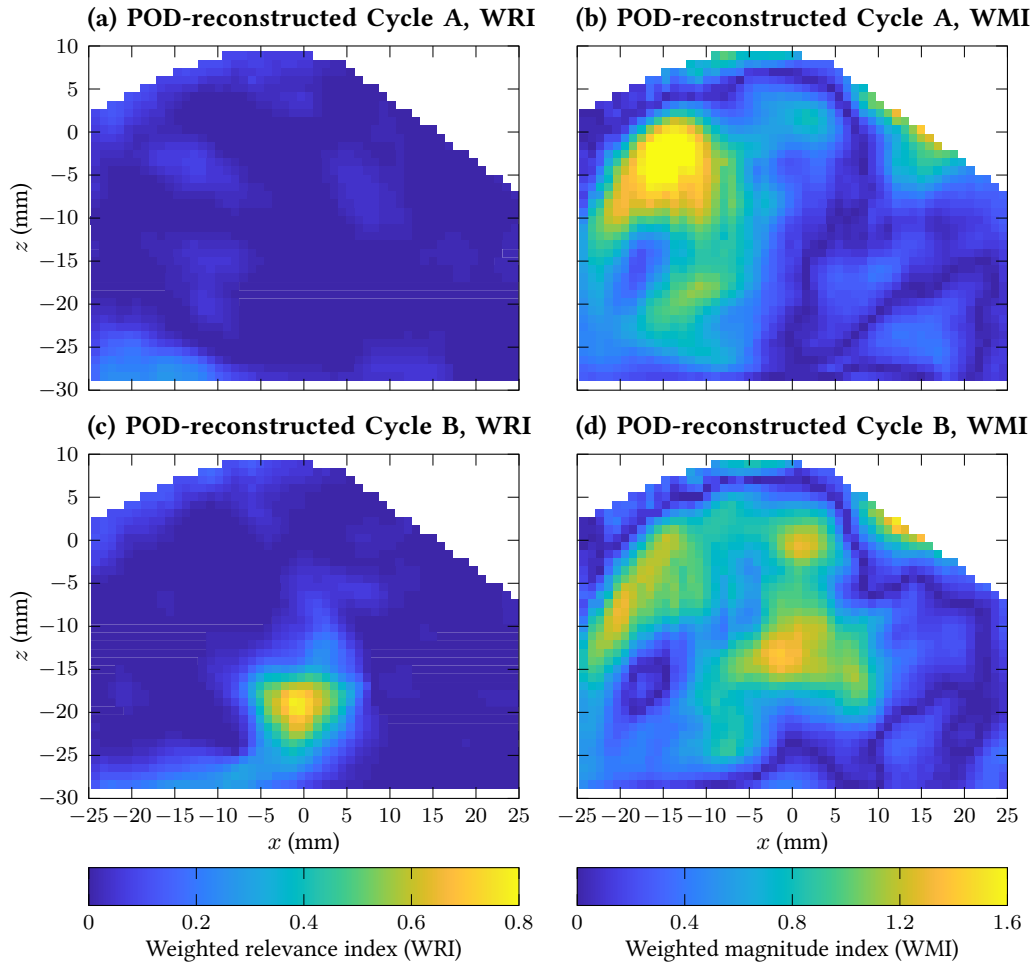 (a) POD-reconstructed Cycle A, WRI
(b) POD-reconstructed Cycle A, WMI
10
5
0
−5
−10
−15
−20
−25
−30
z (mm)
(c) POD-reconstructed Cycle B, WRI
(d) POD-reconstructed Cycle B, WMI
10
5
0
−5
−10
−15
−20
−25
−30
z (mm)
−25 −20 −15 −10 −5 0 5 10 15 20 25
−25 −20 −15 −10 −5 0 5 10 15 20 25
x (mm)
x (mm)
0 0.2 0.4 0.6 0.8
0 0.4 0.8 1.2 1.6
Weighted relevance index (WRI)
Weighted magnitude index (WMI)